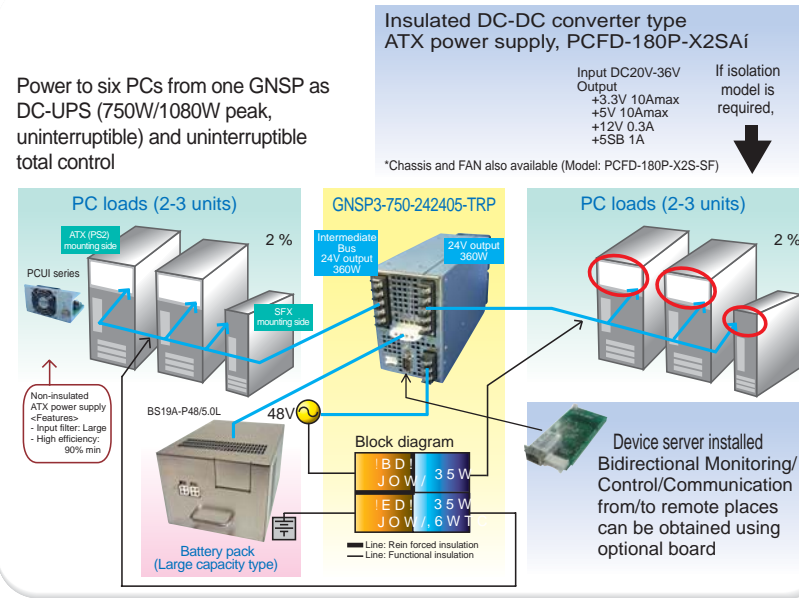 Insulated DC-DC converter type
ATX power supply, PCFD-180P-X2SAí
Input DC20V-36V
Output
+3.3V 10Amax
+5V 10Amax
+12V 0.3A
+5SB 1A
If isolation
model is
required,
*Chassis and FAN also available (Model: PCFD-180P-X2S-SF)
Power to six PCs from one GNSP as
DC-UPS (750W/1080W peak,
uninterruptible) and uninterruptible
total control
PC loads (2-3 units)
ATX (PS2)
mounting side
2 %
PCUI series
SFX
mounting side
Non-insulated
ATX power supply
<Features>
- Input filter: Large
- High efficiency:
90% min
GNSP3-750-242405-TRP
Intermediate
Bus
24V output
360W
24V output
360W
PC loads (2-3 units)
2 %
BS19A-P48/5.0L
48V
Battery pack
(Large capacity type)
Block diagram
!BD!
JOW/ 35W
!ED! 35W
JOW/,6WT
Line: Rein forced insulation
Line: Functional insulation
Device server installed
Bidirectional Monitoring/
Control/Communication
from/to remote places
can be obtained using
optional board